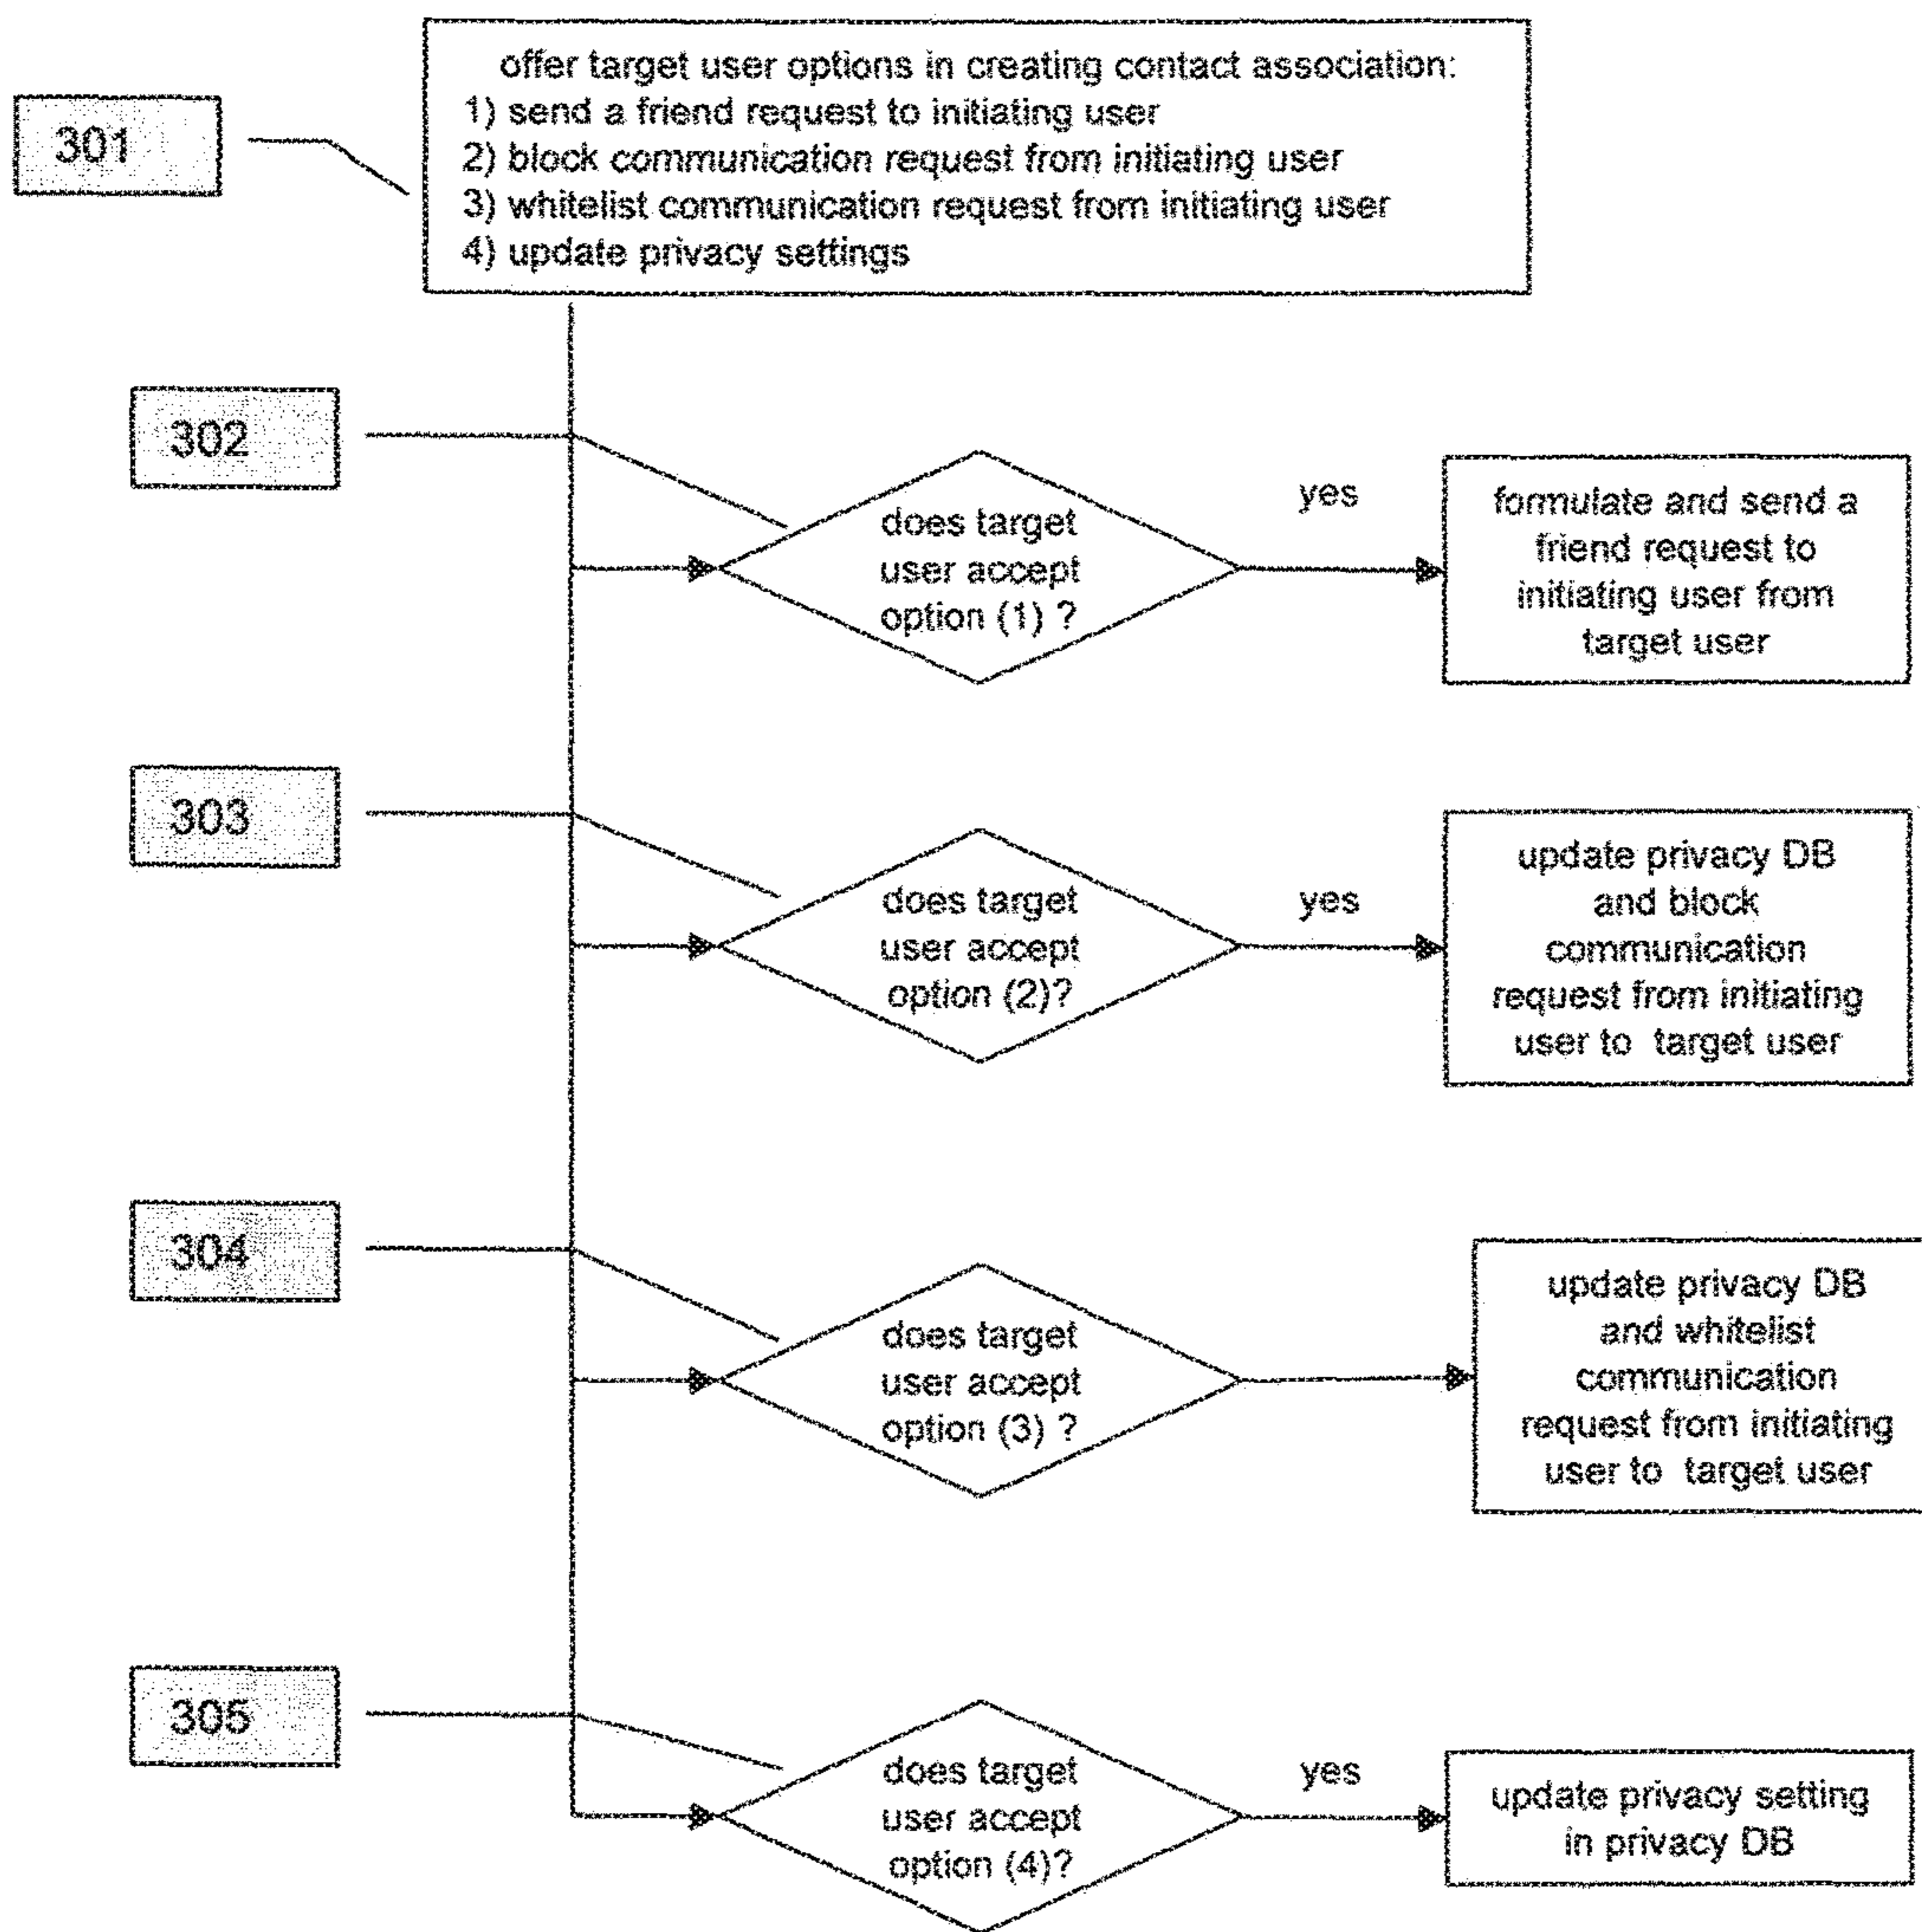 301
offer target user options in creating contact association:
1) send a friend request to initiating user
2) block communication request from initiating user
3) whitelist communication request from initiating user
4) update privacy settings
302
does target
user accept
option (1) ?
yes
formulate and send a
friend request to
initiating user from
target user
303
does target
user accept
option (2)?
yes
update privacy DB
and block
communication
request from initiating
user to target user
304
does target
user accept
option (3) ?
update privacy DB
and whitelist
communication
request from initiating
user to target user
305
does target
user accept
option (4)?
yes
update privacy setting
in privacy DB